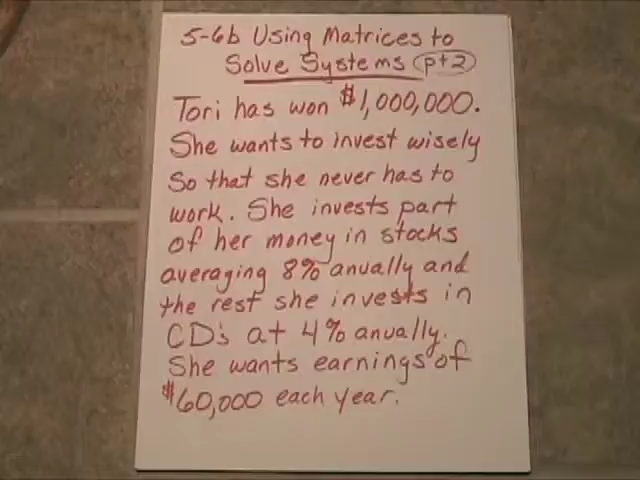 5-6b Using Matrices to
Solve Systems pt2
Tori has won $1,000,000.
She wants to invest wisely
So that she never has to
work. She invests part
of her money in stocks
averaging 8% anually and
the rest she invests in
CD's at 4% anually.
She wants earnings of
$60,000 each year.